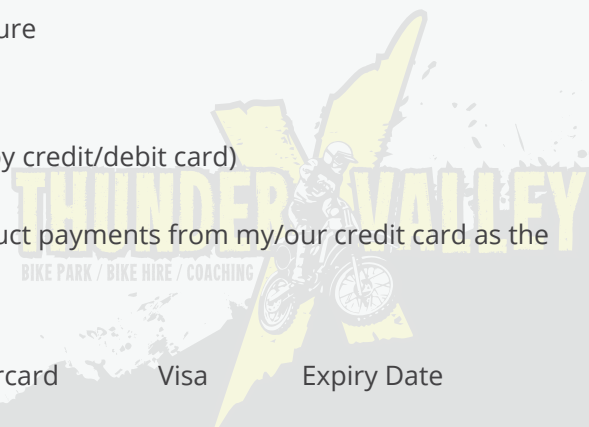 ure
y credit/debit card)
THUNDER VALLEY
uct payments from my/our credit card as the
BIKE PARK / BIKE HIRE / COACHING
rcard Visa Expiry Date